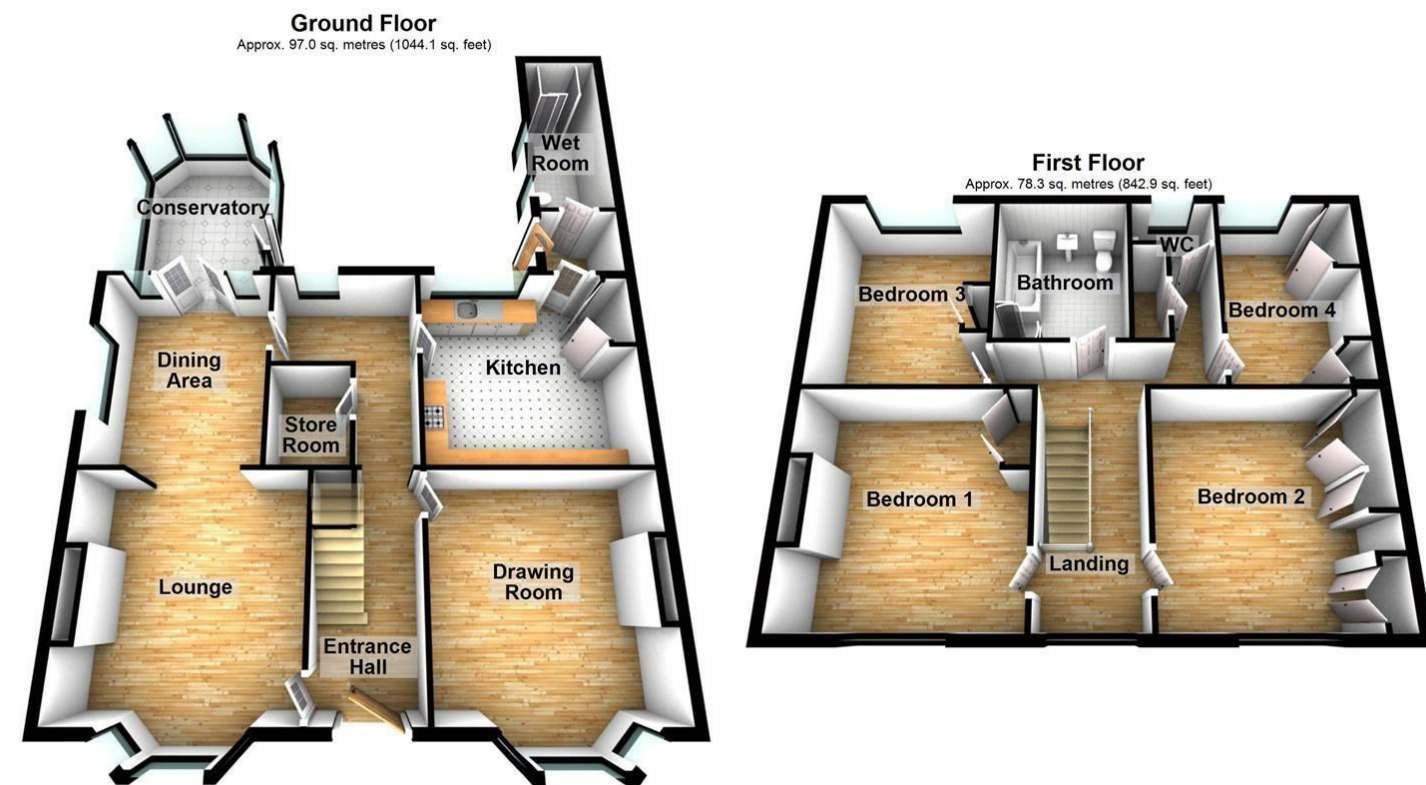 Ground Floor
Approx. 97.0 sq. metres (1044.1 sq. feet)
Wet
Room
Conservatory
Dining
Area
Kitchen
Store
Room
Lounge
Drawing
Room
Entrance
Hall
First Floor
Approx. 78.3 sq. metres (842.9 sq. feet)
WC
Bathroom
Bedroom 3
Bedroom 4
Bedroom 1
Bedroom 2
Landing